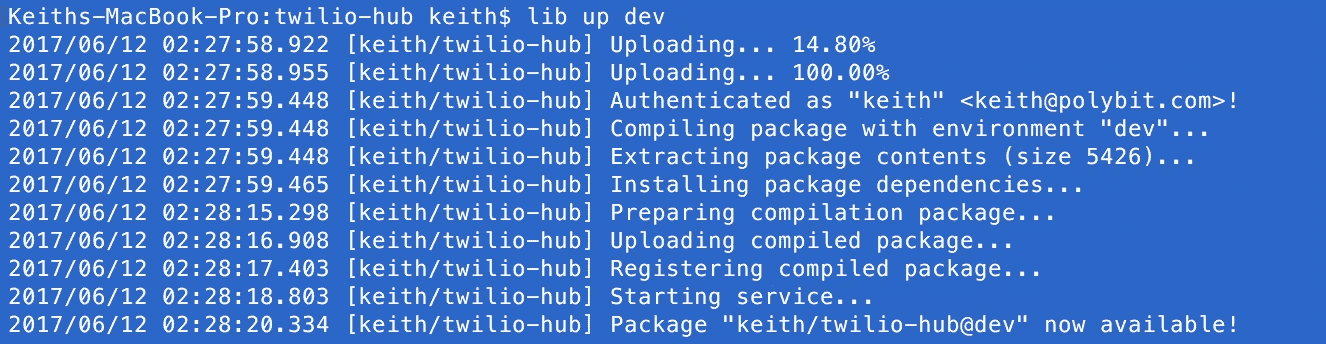 Keiths-MacBook-Pro:twilio-hub keith$ lib up dev
2017/06/12 02:27:58.922 [keith/twilio-hub] Uploading... 14.80%
2017/06/12 02:27:58.955 [keith/twilio-hub] Uploading... 100.00%
2017/06/12 02:27:59.448 [keith/twilio-hub] Authenticated as "keith" <keith@polybit.com>!
2017/06/12 02:27:59.448 [keith/twilio-hub] Compiling package with environment "dev"...
2017/06/12 02:27:59.448 [keith/twilio-hub] Extracting package contents (size 5426)...
2017/06/12 02:27:59.465 [keith/twilio-hub] Installing package dependencies...
2017/06/12 02:28:15.298 [keith/twilio-hub] Preparing compilation package...
2017/06/12 02:28:16.908 [keith/twilio-hub] Uploading compiled package...
2017/06/12 02:28:17.403 [keith/twilio-hub] Registering compiled package...
2017/06/12 02:28:18.803 [keith/twilio-hub] Starting service...
2017/06/12 02:28:20.334 [keith/twilio-hub] Package "keith/twilio-hub@dev" now available!